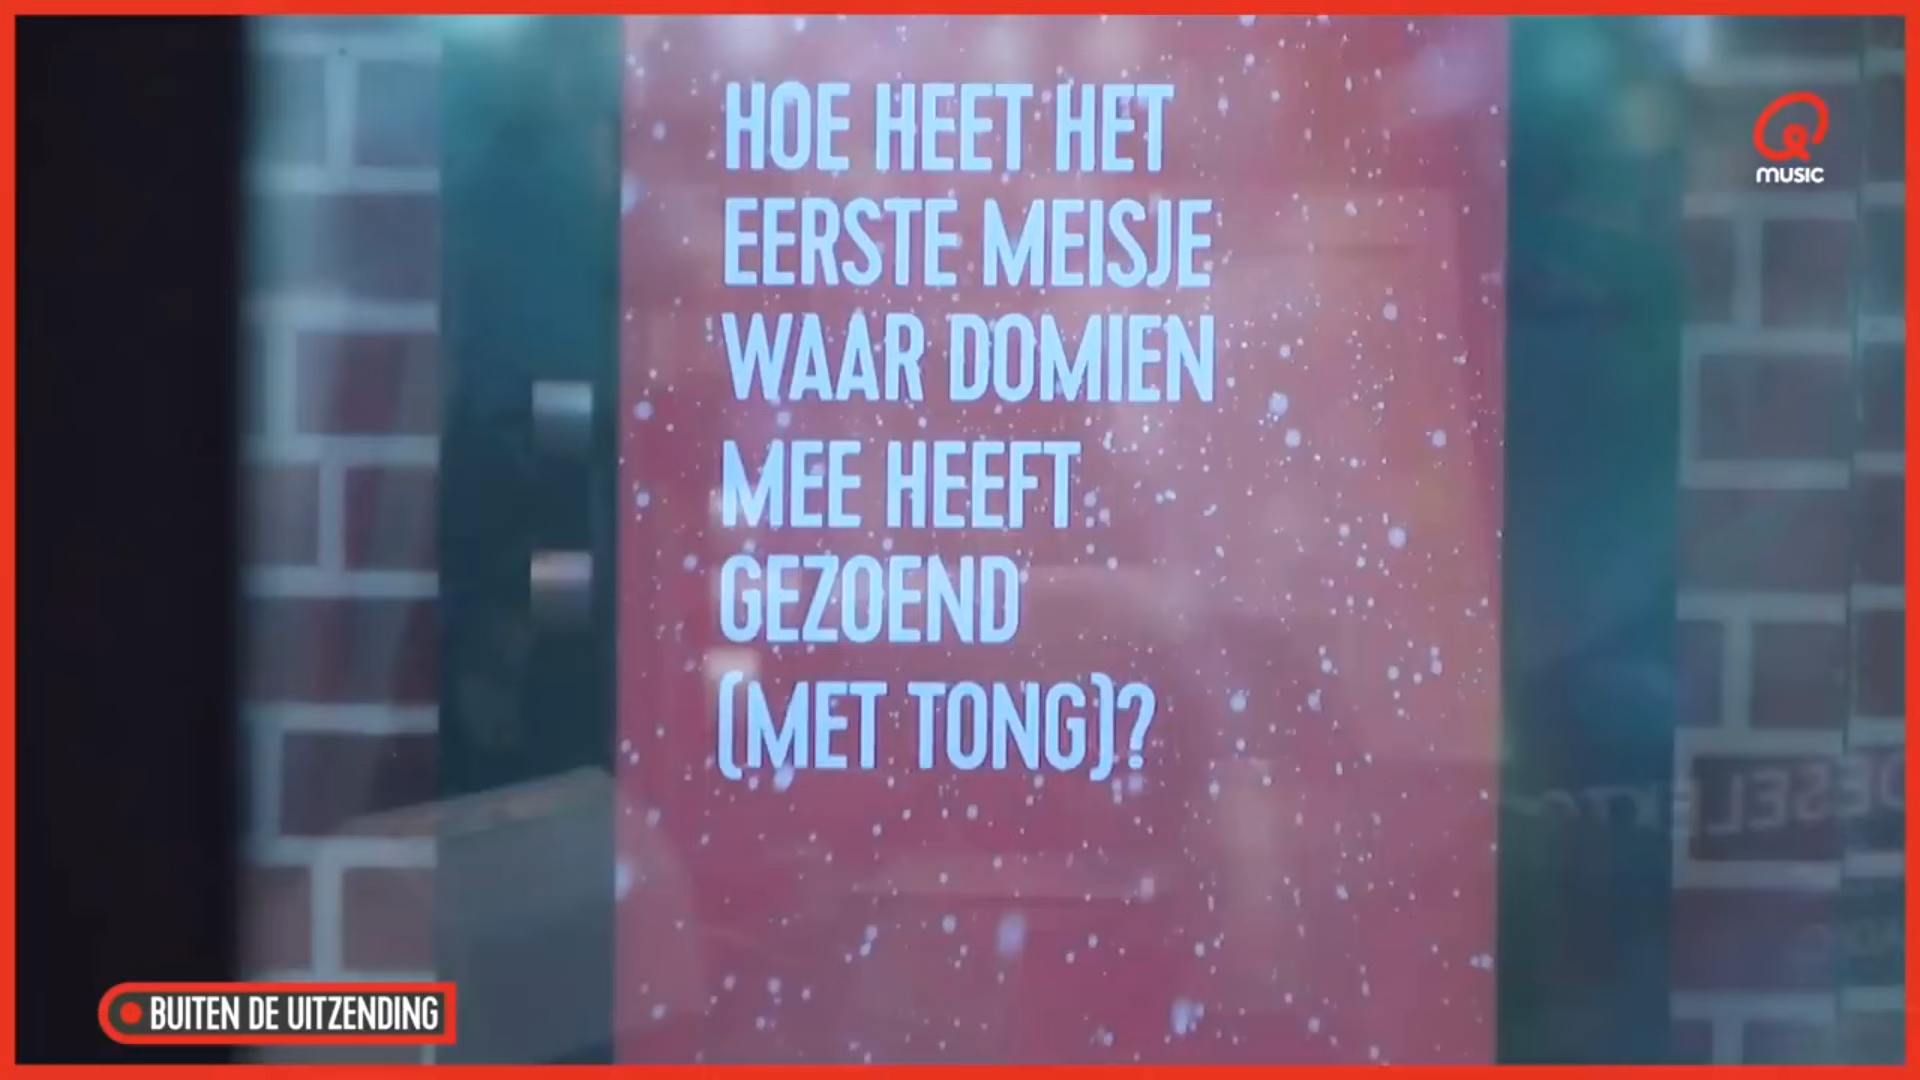 HOE HEET HET
EERSTE MEISJE
WAAR DOMIEN
MEE HEEFT
GEZOEND
(MET TONG)?
MUSIC
BUITEN DE UITZENDING